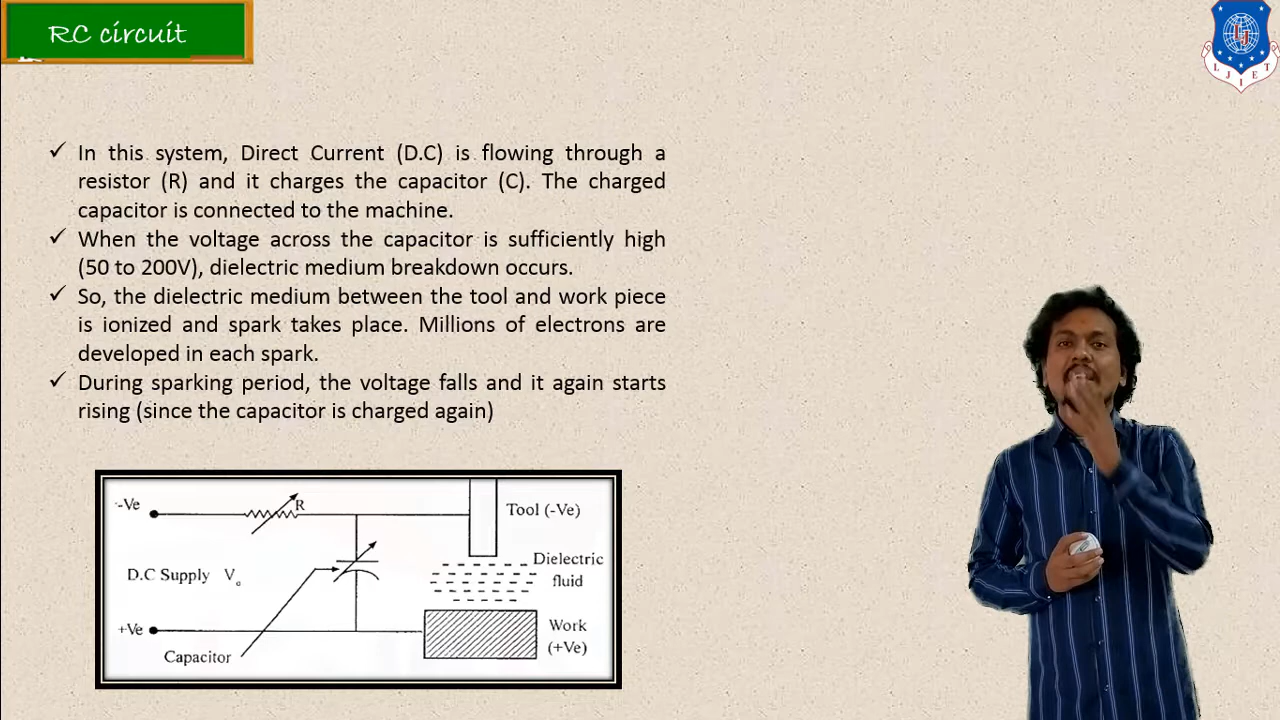 RC circuit
L J I E T
✓ In this system, Direct Current (D.C) is flowing through a
resistor (R) and it charges the capacitor (C). The charged
capacitor is connected to the machine.
✓ When the voltage across the capacitor is sufficiently high
(50 to 200V), dielectric medium breakdown occurs.
✓ So, the dielectric medium between the tool and work piece
is ionized and spark takes place. Millions of electrons are
developed in each spark.
✓ During sparking period, the voltage falls and it again starts
rising (since the capacitor is charged again)
-Ve
R
Tool (-Ve)
Dielectric
fluid
D.C Supply Vo
+Ve
Work
(+Ve)
Capacitor